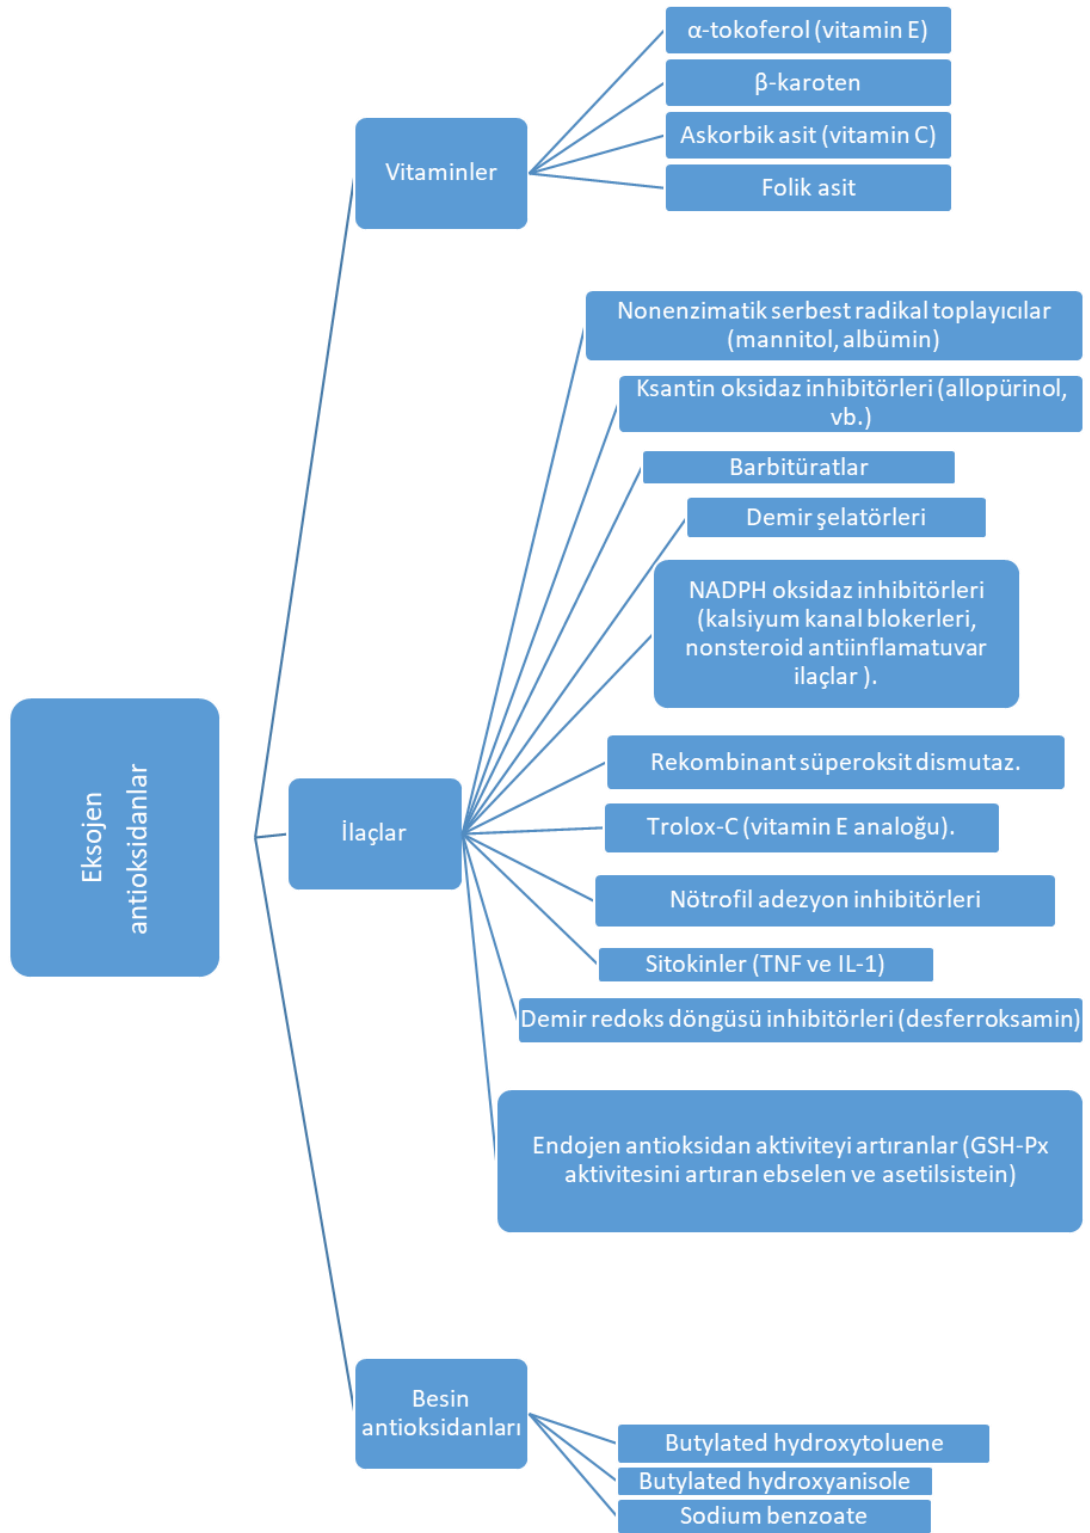 α-tokoferol (vitamin E)
β-karoten
Askorbik asit (vitamin C)
Folik asit
Vitaminler
Nonenzimatik serbest radikal toplayıcılar
(mannitol, albümin)
Ksantin oksidaz inhibitörleri (allopürinol,
vb.)
Barbitüratlar
Demir şelatörleri
NADPH oksidaz inhibitörleri
(kalsiyum kanal blokerleri,
nonsteroid antiinflamatuvar
ilaçlar ).
Eksojen
antioksidanlar
İlaçlar
Rekombinant süperoksit dismutaz.
Trolox-C (vitamin E analoğu).
Nötrofil adezyon inhibitörleri
Sitokinler (TNF ve IL-1)
Demir redoks döngüsü inhibitörleri (desferroksamin)
Endojen antioksidan aktiviteyi artıranlar (GSH-Px
aktivitesini artıran ebselen ve asetilsistein)
Besin
antioksidanları
Butylated hydroxytoluene
Butylated hydroxyanisole
Sodium benzoate